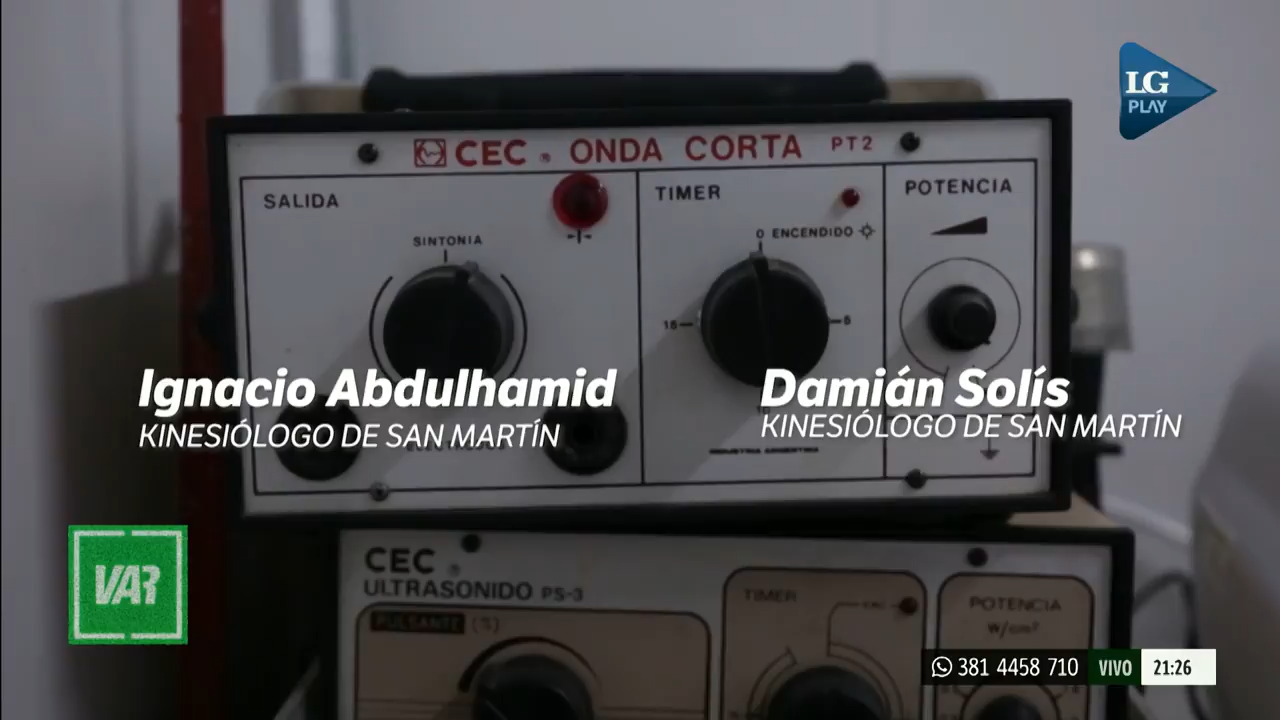 LG
PLAY
CEC ® ONDA CORTA PT2
SALIDA
SINTONIA
TIMER
0 ENCENDIDO
15
5
POTENCIA
Ignacio Abdulhamid
KINESIÓLOGO DE SAN MARTÍN
Damián Solís
KINESIÓLOGO DE SAN MARTÍN
INDUSTRIA ARGENTINA
VAR
CEC ®
ULTRASONIDO PS-3
PULSANTE (%)
TIMER
POTENCIA
W/cm²
381 4458 710
VIVO
21:26